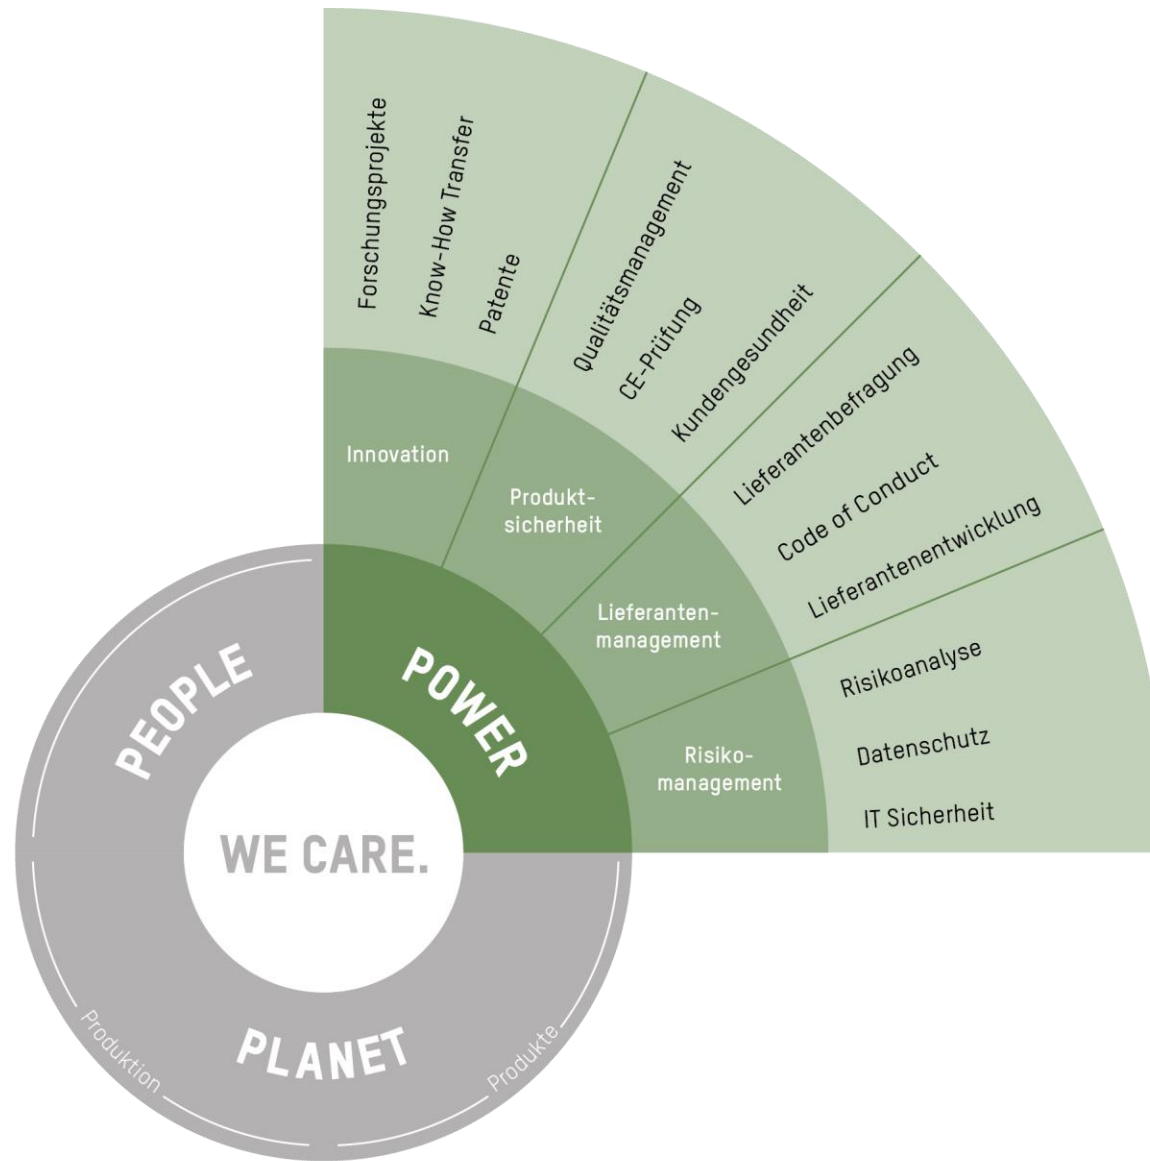 Forschungsprojekte
Know-How Transfer
Patente
Qualitätsmanagement
CE-Prüfung
Kundengesundheit
Lieferantenbefragung
Code of Conduct
Lieferantenentwicklung
Risikoanalyse
Datenschutz
IT Sicherheit
Innovation
Produkt-
sicherheit
Lieferanten-
management
Risiko-
management
PEOPLE
POWER
WE CARE.
PLANET
Produktion
Produkte